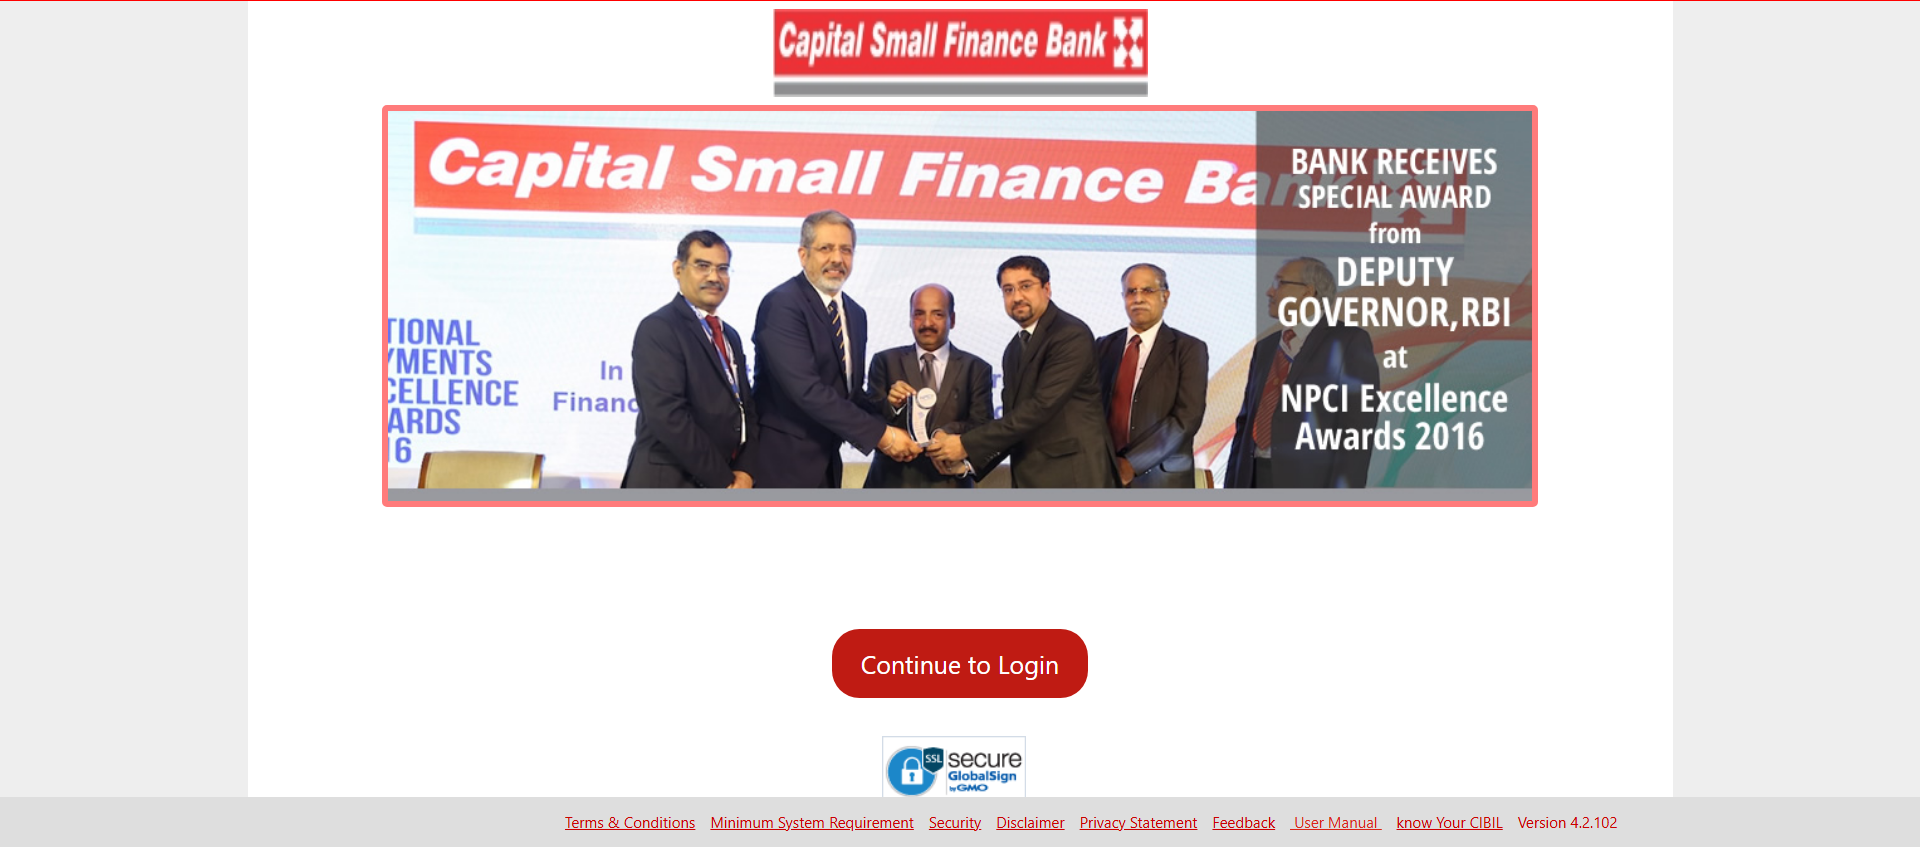 Capital Small Finance Bank
Capital Small Finance Bank
BANK RECEIVES
SPECIAL AWARD
from
DEPUTY
GOVERNOR,RBI
at
NPCI Excellence
Awards 2016
TIONAL
YMENTS
CELLENCE
ARDS
16
In
Financ
Continue to Login
SSL
secure
GlobalSign
by GMO
Terms & Conditions Minimum System Requirement Security Disclaimer Privacy Statement Feedback User Manual know Your CIBIL Version 4.2.102